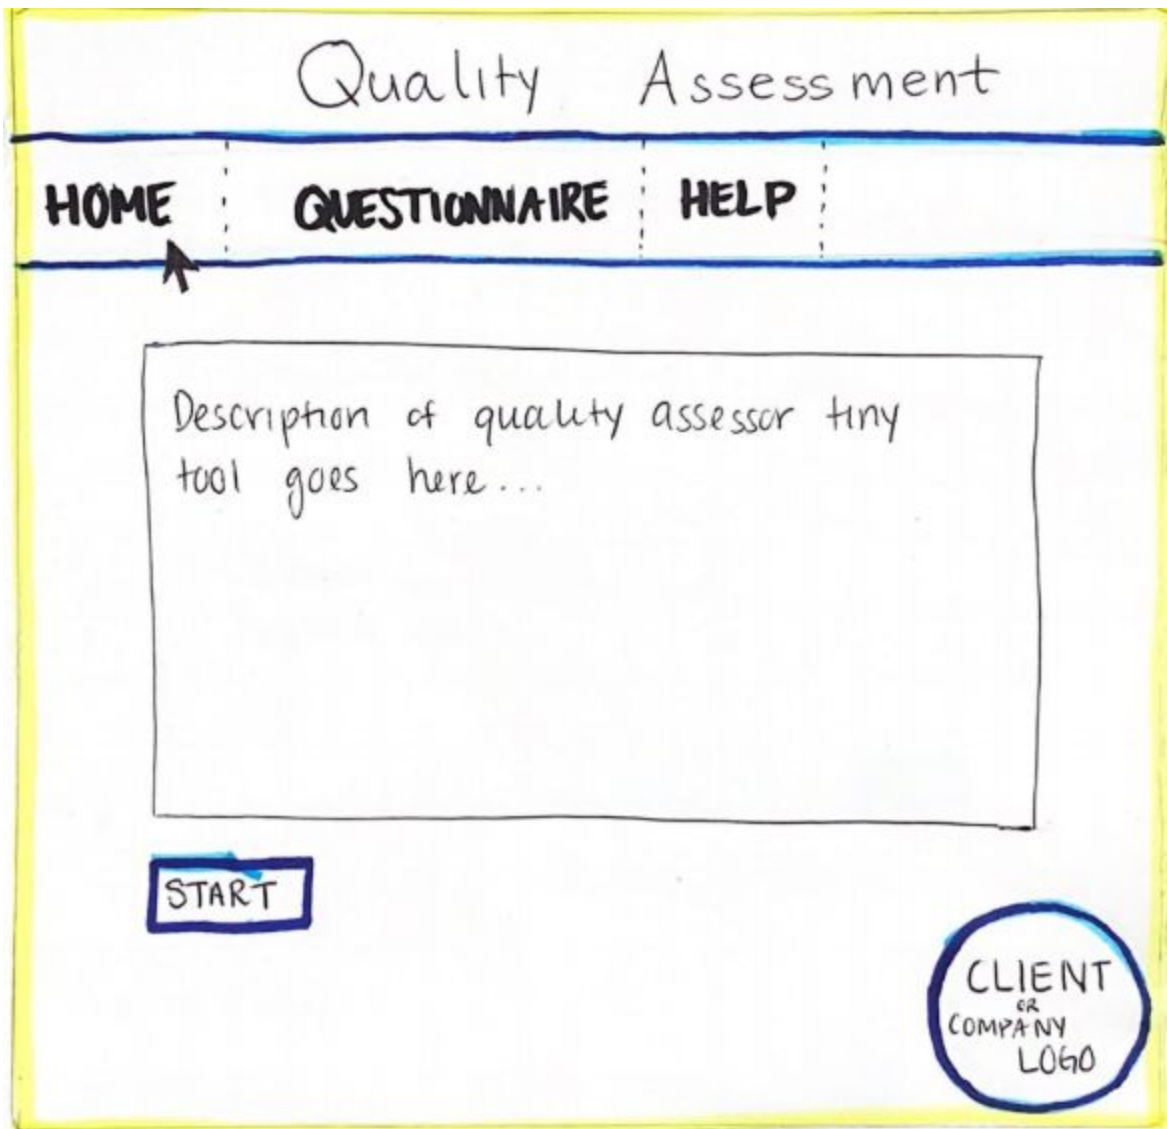 Quality Assessment
HOME QUESTIONNAIRE HELP
Description of quality assessor tiny
tool goes here...
START
CLIENT
OR
COMPANY
LOGO